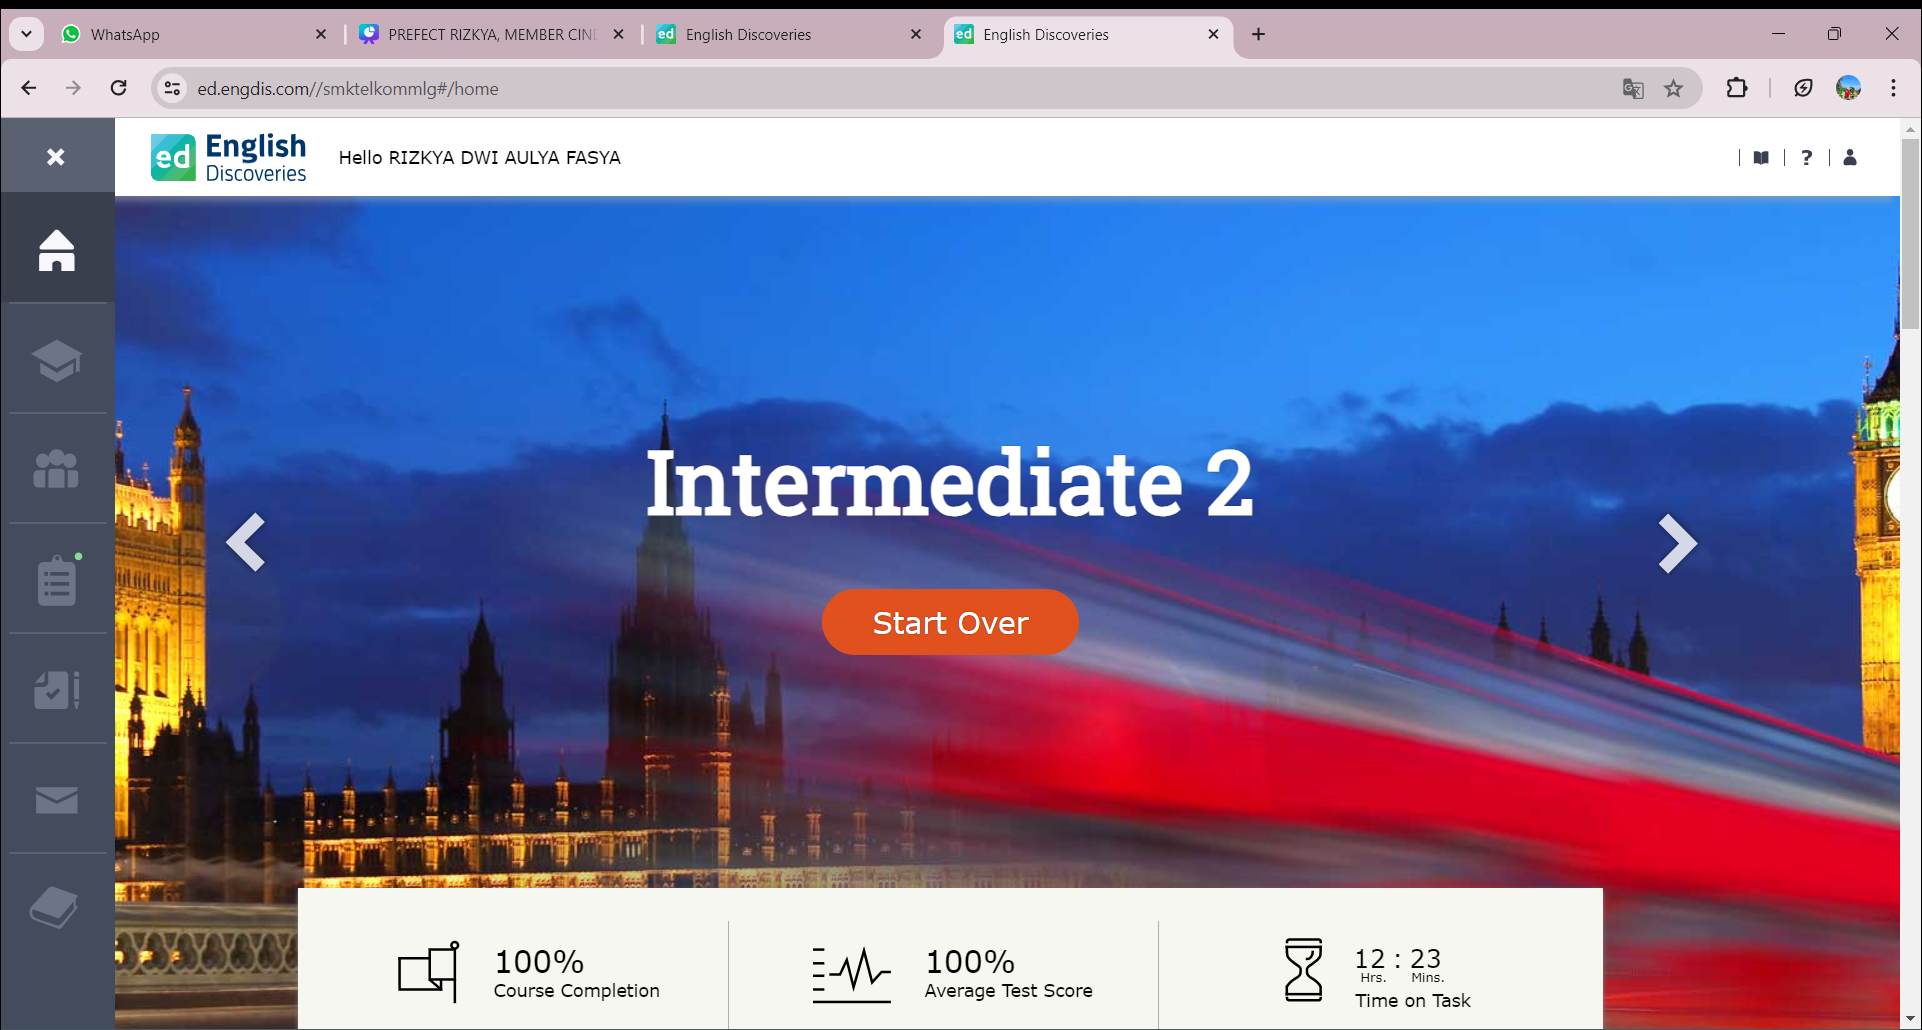 WhatsApp
PREFECT RIZKYA, MEMBER CIN
English Discoveries
English Discoveries
ed.engdis.com//smktelkommlg#/home
ed English Discoveries
Hello RIZKYA DWI AULYA FASYA
?
Intermediate 2
Start Over
100%
Course Completion
100%
Average Test Score
12 : 23
Hrs. Mins.
Time on Task